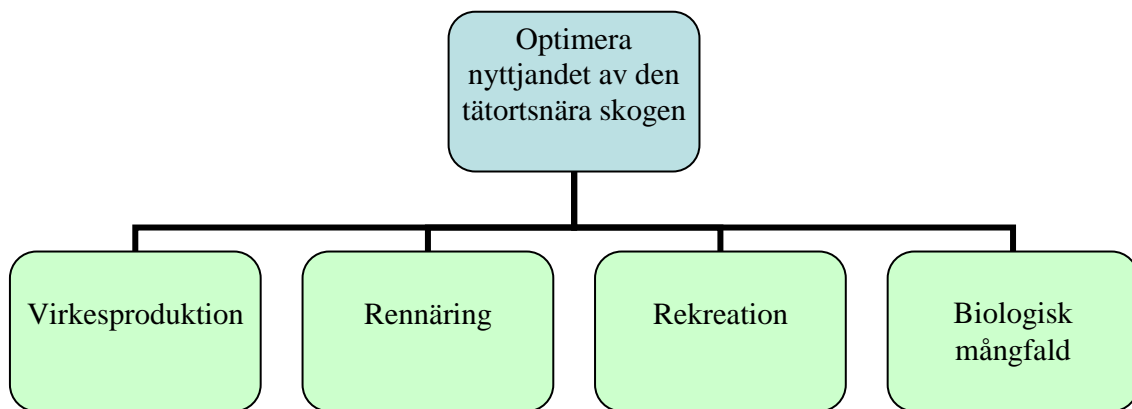 Optimera
nyttjandet av den
tätortsnära skogen
Virkesproduktion
Rennäring
Rekreation
Biologisk
mångfald